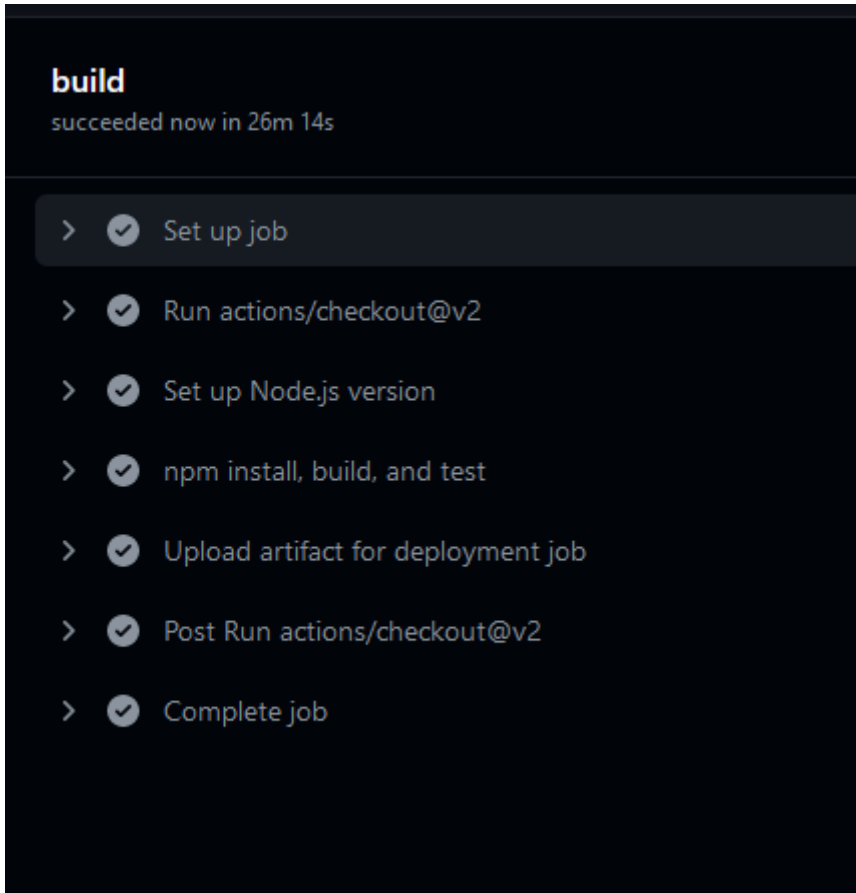 build
succeeded now in 26m 14s
Set up job
Run actions/checkout@v2
Set up Node.js version
npm install, build, and test
Upload artifact for deployment job
Post Run actions/checkout@v2
Complete job